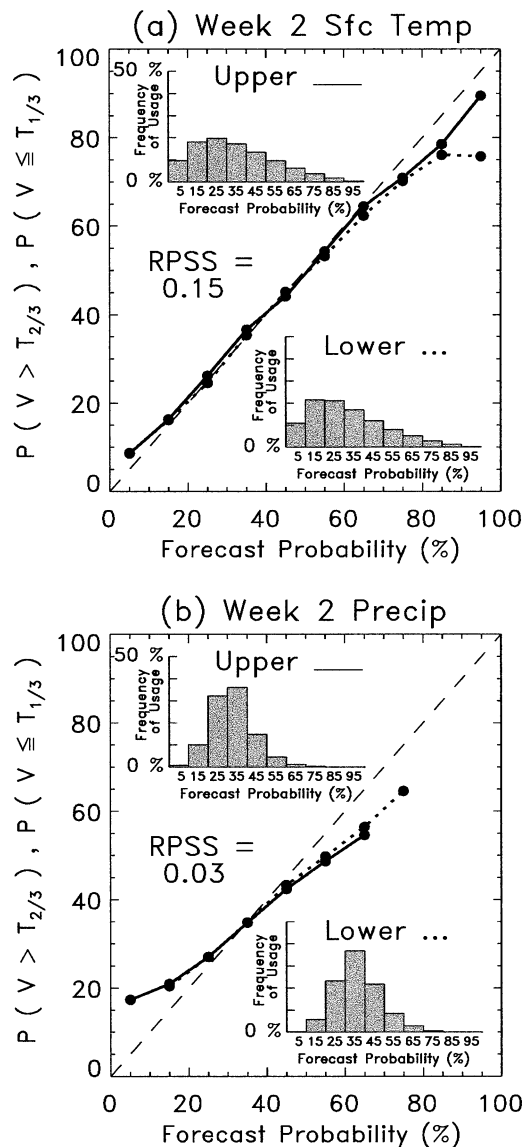 (a) Week 2 Sfc Temp
P ( V > T2/3 ) , P ( V ≦ T1/3 )
100
80
60
40
20
0
50 %
Frequency of Usage
0 %
Upper ___
5 15 25 35 45 55 65 75 85 95
Forecast Probability (%)
RPSS =
0.15
Lower ...
Frequency of Usage
0 %
5 15 25 35 45 55 65 75 85 95
Forecast Probability (%)
0 20 40 60 80 100
Forecast Probability (%)
(b) Week 2 Precip
P ( V > T2/3 ) , P ( V ≦ T1/3 )
100
80
60
40
20
0
50 %
Frequency of Usage
0 %
Upper ___
5 15 25 35 45 55 65 75 85 95
Forecast Probability (%)
RPSS =
0.03
Lower ...
Frequency of Usage
0 %
5 15 25 35 45 55 65 75 85 95
Forecast Probability (%)
0 20 40 60 80 100
Forecast Probability (%)